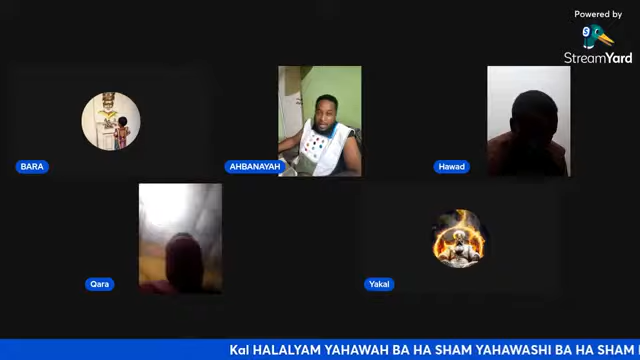 Powered by
StreamYard
BARA
AHBANAYAH
Hawad
Qara
Yakal
Kal HALALYAM YAHAWAH BA HA SHAM YAHAWASHI BA HA SHAM